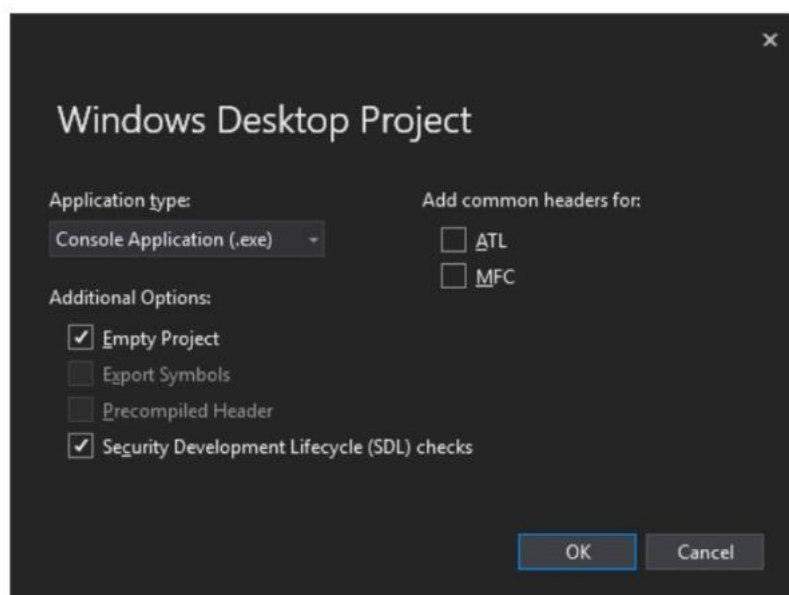 Windows Desktop Project
Application type:
Console Application (.exe)
Additional Options:
Empty Project
Export Symbols
Precompiled Header
Security Development Lifecycle (SDL) checks
Add common headers for:
ATL
MFC
OK
Cancel